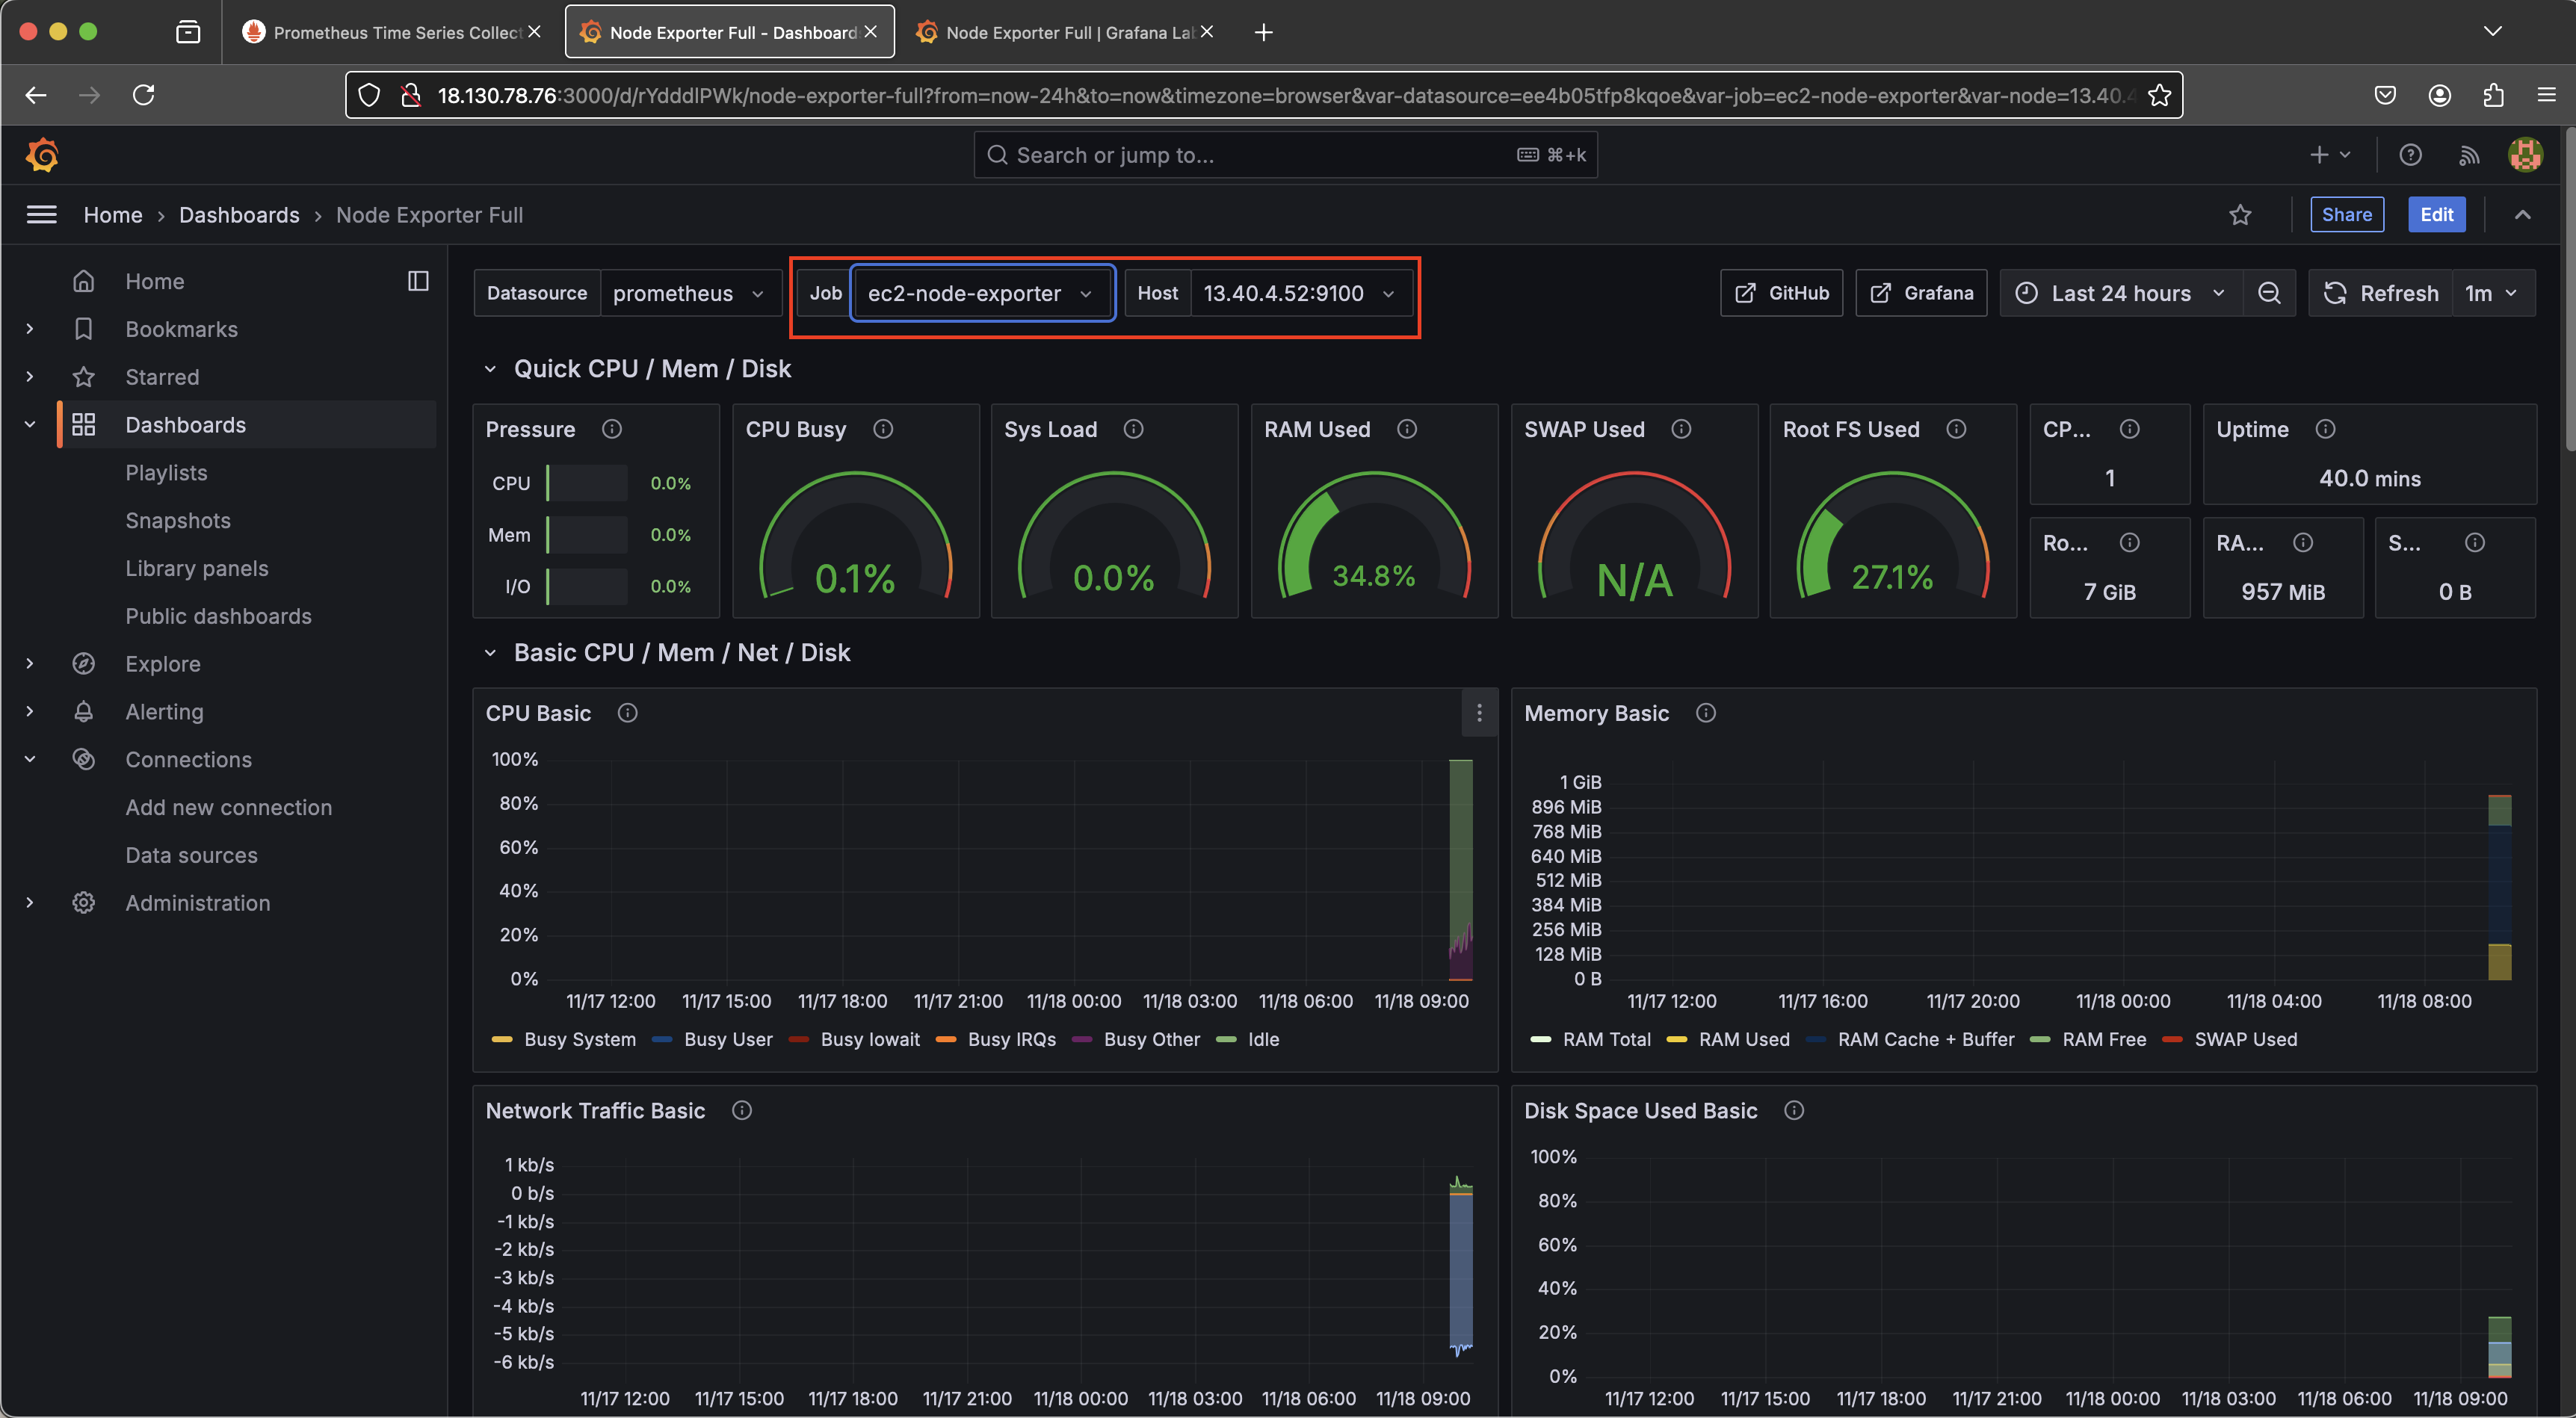 Prometheus Time Series Collect
Node Exporter Full - Dashboard
Node Exporter Full | Grafana La
18.130.78.76:3000/d/rYdddlPWk/node-exporter-full?from=now-24h&to=now&timezone=browser&var-datasource=ee4b05tfp8kqoe&var-job=ec2-node-exporter&var-node=13.40.4
Search or jump to... ⌘+k
Home › Dashboards › Node Exporter Full
Share Edit
Home
Bookmarks
Starred
Dashboards
Playlists
Snapshots
Library panels
Public dashboards
Explore
Alerting
Connections
Add new connection
Data sources
Administration
Datasource prometheus Job ec2-node-exporter Host 13.40.4.52:9100
GitHub Grafana Last 24 hours Refresh 1m
Quick CPU / Mem / Disk
Pressure
CPU 0.0%
Mem 0.0%
I/O 0.0%
CPU Busy
0.1%
Sys Load
0.0%
RAM Used
34.8%
SWAP Used
N/A
Root FS Used
27.1%
CP...
1
Uptime
40.0 mins
Ro...
7 GiB
RA...
957 MiB
S...
0 B
Basic CPU / Mem / Net / Disk
CPU Basic
100%
80%
60%
40%
20%
0%
11/17 12:00 11/17 15:00 11/17 18:00 11/17 21:00 11/18 00:00 11/18 03:00 11/18 06:00 11/18 09:00
Busy System Busy User Busy Iowait Busy IRQs Busy Other Idle
Memory Basic
1 GiB
896 MiB
768 MiB
640 MiB
512 MiB
384 MiB
256 MiB
128 MiB
0 B
11/17 12:00 11/17 16:00 11/17 20:00 11/18 00:00 11/18 04:00 11/18 08:00
RAM Total RAM Used RAM Cache + Buffer RAM Free SWAP Used
Network Traffic Basic
1 kb/s
0 b/s
-1 kb/s
-2 kb/s
-3 kb/s
-4 kb/s
-5 kb/s
-6 kb/s
11/17 12:00 11/17 15:00 11/17 18:00 11/17 21:00 11/18 00:00 11/18 03:00 11/18 06:00 11/18 09:00
Disk Space Used Basic
100%
80%
60%
40%
20%
0%
11/17 12:00 11/17 15:00 11/17 18:00 11/17 21:00 11/18 00:00 11/18 03:00 11/18 06:00 11/18 09:00